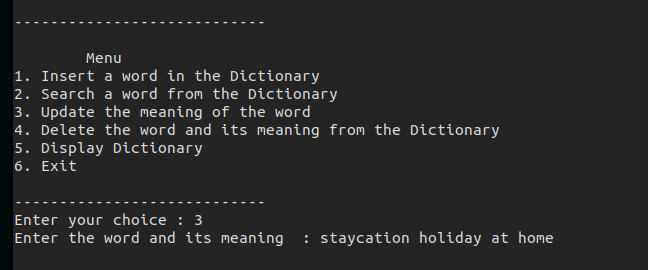 ----------------------------
Menu
1. Insert a word in the Dictionary
2. Search a word from the Dictionary
3. Update the meaning of the word
4. Delete the word and its meaning from the Dictionary
5. Display Dictionary
6. Exit
----------------------------
Enter your choice : 3
Enter the word and its meaning  : staycation holiday at home